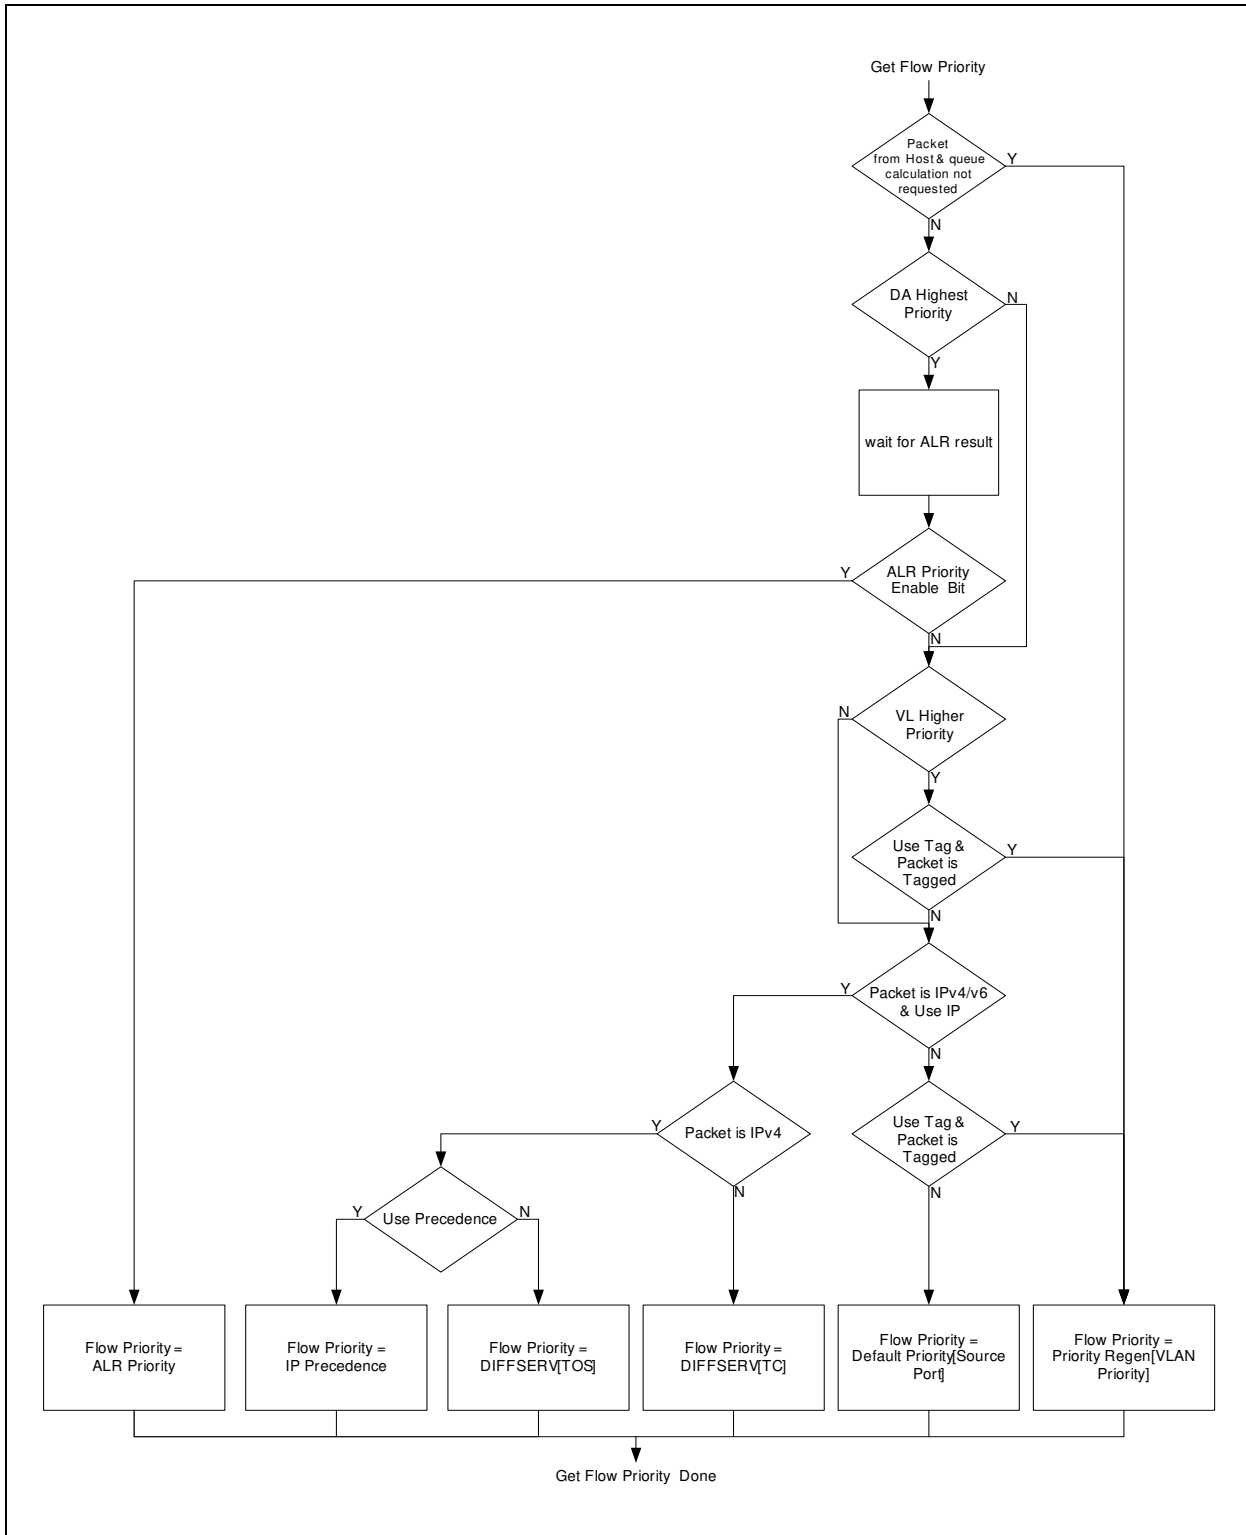 Get Flow Priority
Packet
from Host & queue
calculation not
requested
Y
N
DA Highest
Priority
N
Y
wait for ALR result
ALR Priority
Enable Bit
Y
N
VL Higher
Priority
N
Y
Use Tag &
Packet is
Tagged
Y
N
Packet is IPv4/v6
& Use IP
Y
N
Packet is IPv4
Y
N
Use Tag &
Packet is
Tagged
Y
N
Use Precedence
Y
N
Flow Priority =
ALR Priority
Flow Priority =
IP Precedence
Flow Priority =
DIFFSERV[TOS]
Flow Priority =
DIFFSERV[TC]
Flow Priority =
Default Priority[Source
Port]
Flow Priority =
Priority Regen[VLAN
Priority]
Get Flow Priority Done